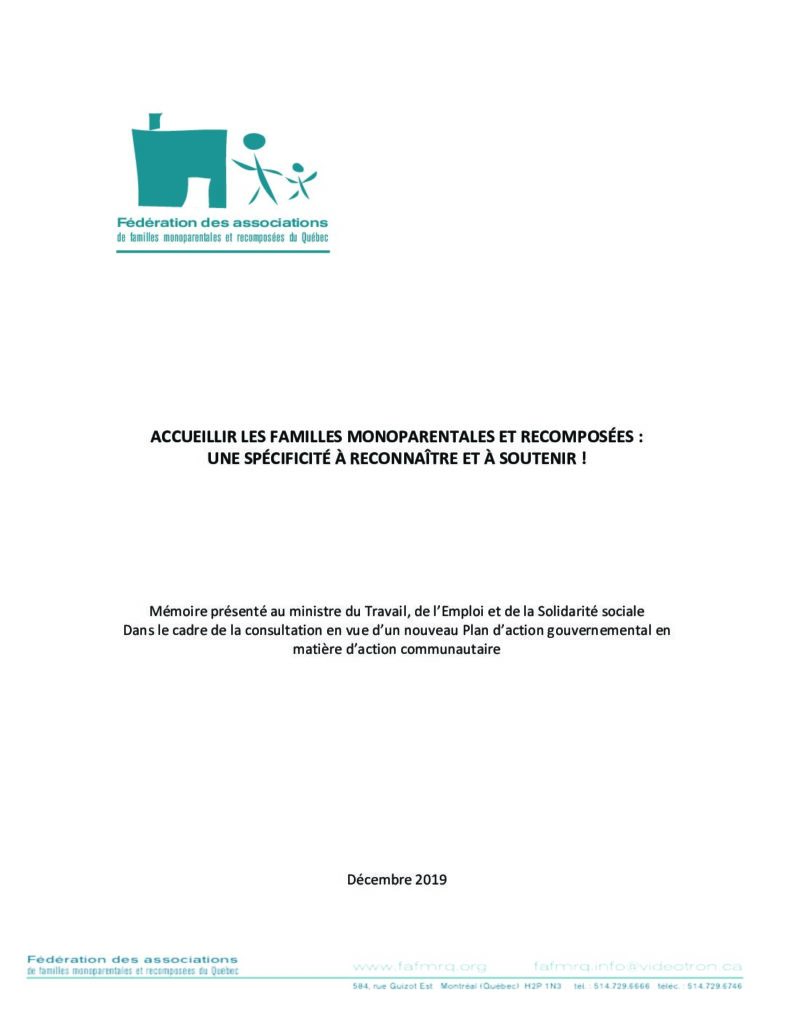 Fédération des associations
de familles monoparentales et recomposées du Québec
ACCUEILLIR LES FAMILLES MONOPARENTALES ET RECOMPOSÉES :
UNE SPÉCIFICITÉ À RECONNAÎTRE ET À SOUTENIR !
Mémoire présenté au ministre du Travail, de l’Emploi et de la Solidarité sociale
Dans le cadre de la consultation en vue d’un nouveau Plan d’action gouvernemental en
matière d’action communautaire
Décembre 2019
Fédération des associations
de familles monoparentales et recomposées du Québec
www.fafmrq.org fafmrq.info@videotron.ca
584, rue Guizot Est Montréal (Québec) H2P 1N3 tél. : 514.729.6666 téléc. : 514.729.6746